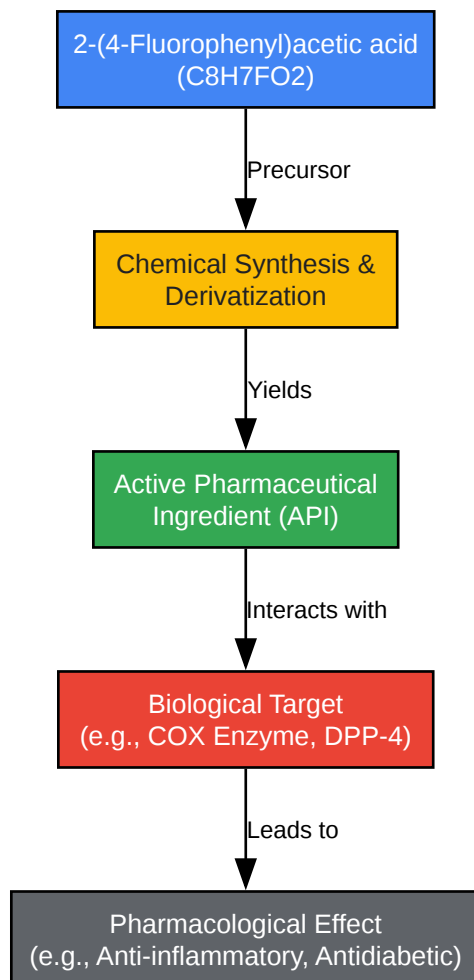 2-(4-Fluorophenyl)acetic acid
(C8H7FO2)
Precursor
Chemical Synthesis &
Derivatization
Yields
Active Pharmaceutical
Ingredient (API)
Interacts with
Biological Target
(e.g., COX Enzyme, DPP-4)
Leads to
Pharmacological Effect
(e.g., Anti-inflammatory, Antidiabetic)